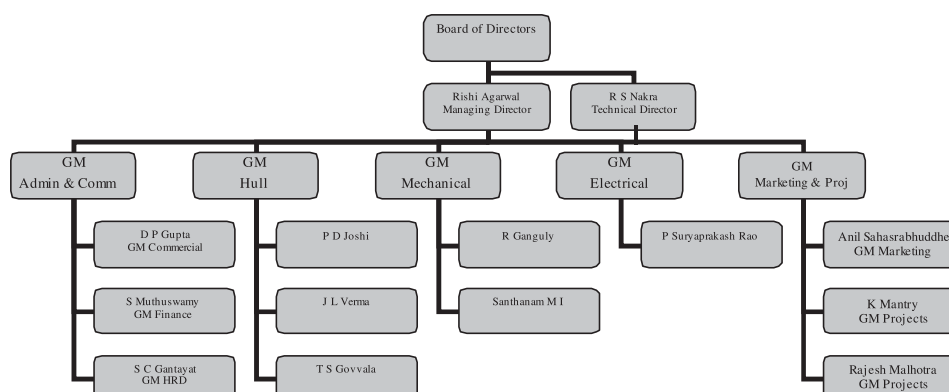 Board of Directors
Rishi Agarwal
Managing Director
R S Nakra
Technical Director
GM
Admin & Comm
GM
Hull
GM
Mechanical
GM
Electrical
GM
Marketing & Proj
D P Gupta
GM Commercial
P D Joshi
R Ganguly
P Suryaprakash Rao
Anil Sahasrabhuddhe
GM Marketing
S Muthuswamy
GM Finance
J L Verma
Santhanam M I
K Mantry
GM Projects
S C Gantayat
GM HRD
T S Govvala
Rajesh Malhotra
GM Projects